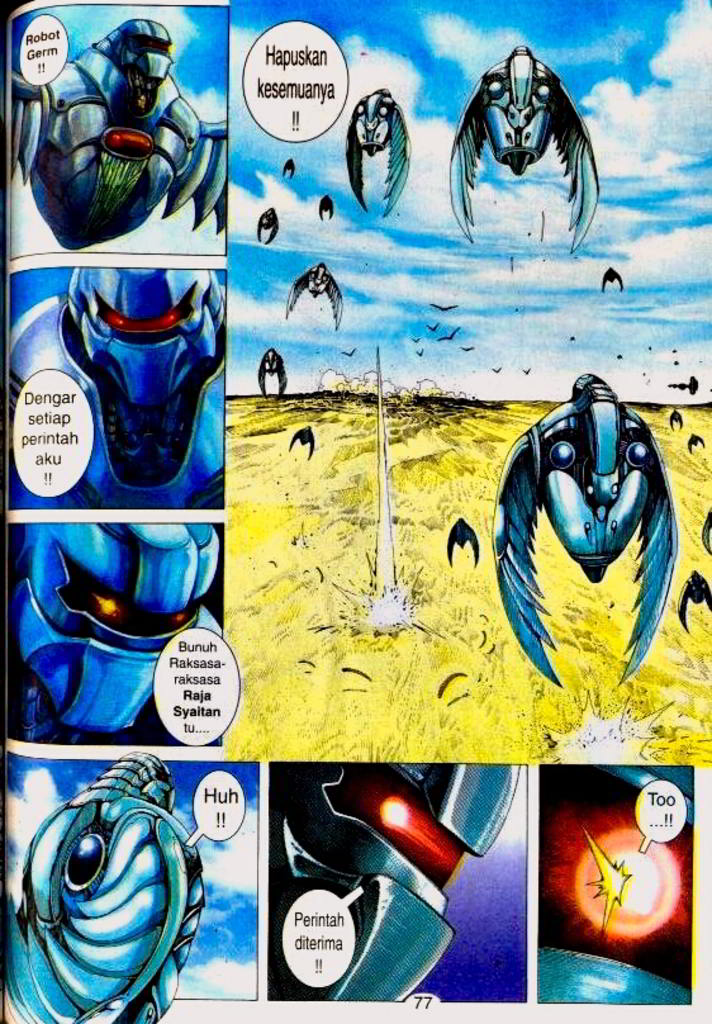 Robot
Germ
!!
Dengar
setiap
perintah
aku
!!
Bunuh
Raksasa-
raksasa
Raja
Syaitan
tu....
Hapuskan
kesemuanya
!!
Huh
!!
Perintah
diterima
!!
Too
...!!
77